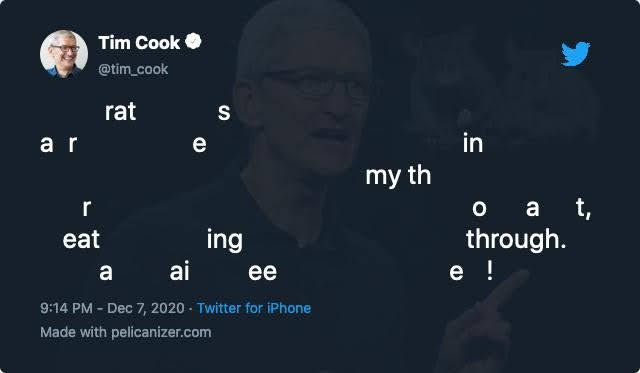 Tim Cook
@tim_cook
rat s
a r e in
my th
r o a t,
eat ing through.
a ai ee e !
9:14 PM - Dec 7, 2020 · Twitter for iPhone
Made with pelicanizer.com